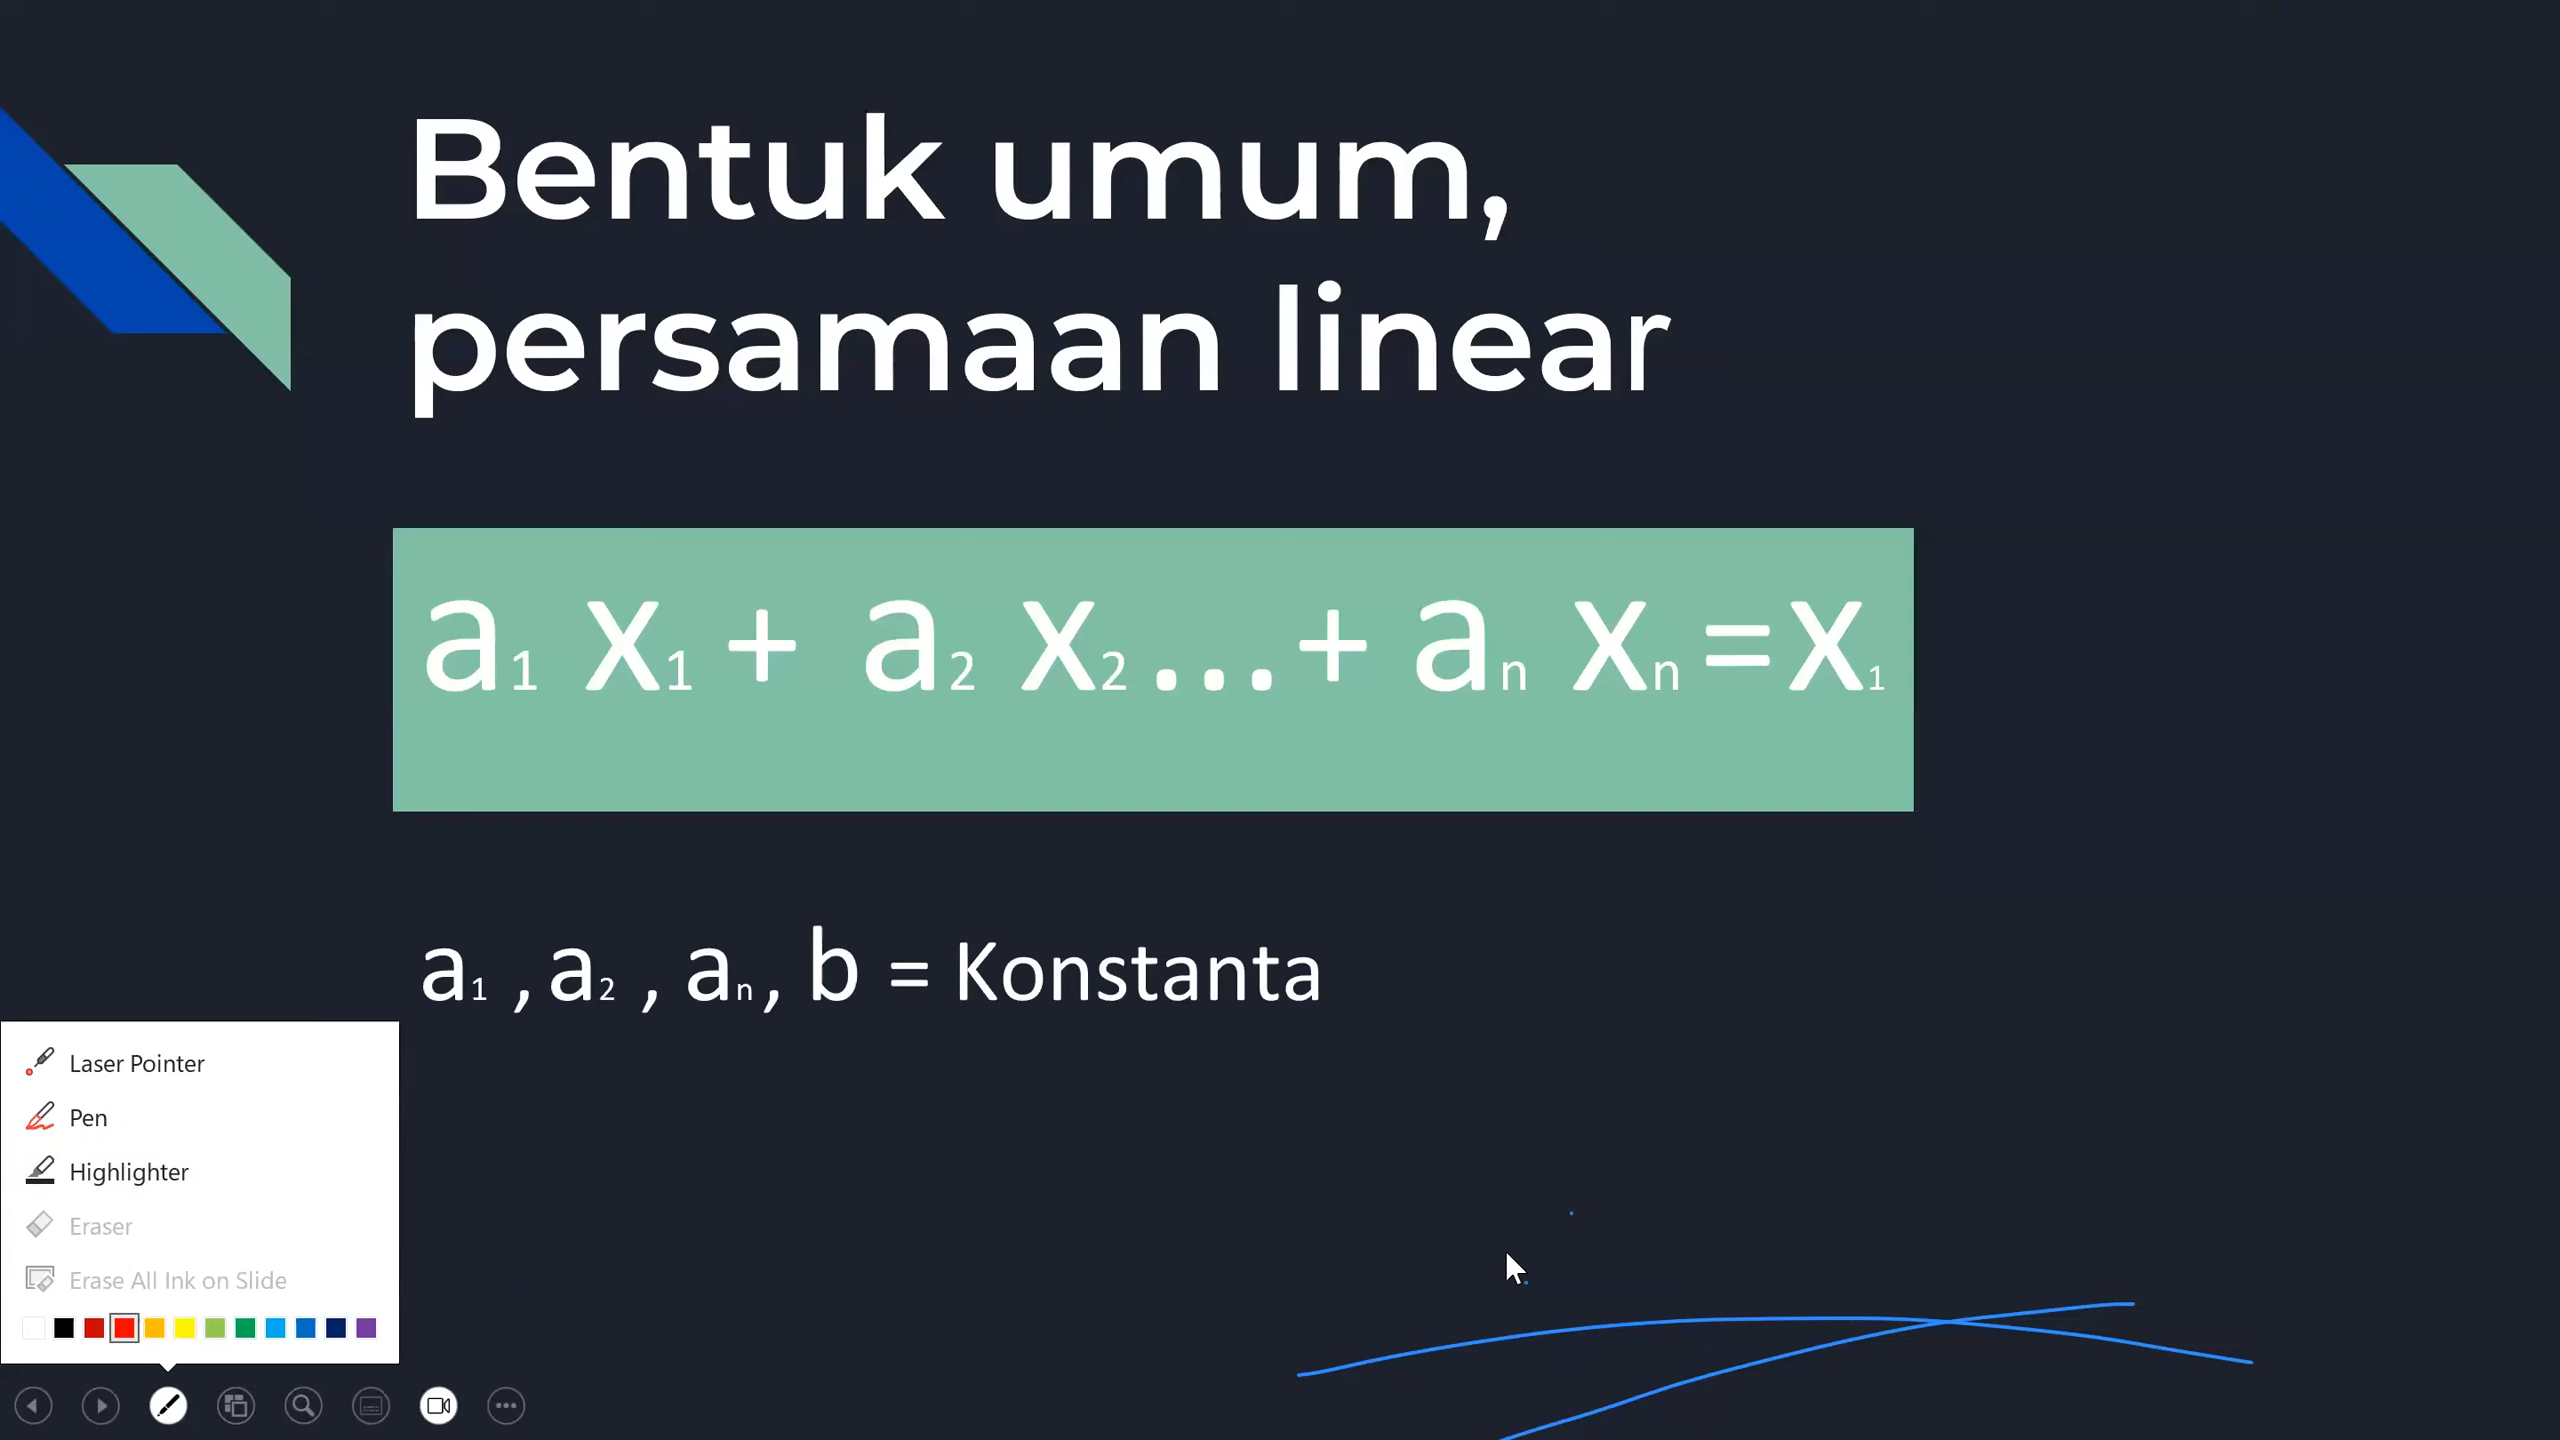 Bentuk umum,
persamaan linear
a₁ x₁ + a₂ x₂ ...+ aₙ xₙ =x₁
a₁ , a₂ , aₙ , b = Konstanta
Laser Pointer
Pen
Highlighter
Eraser
Erase All Ink on Slide